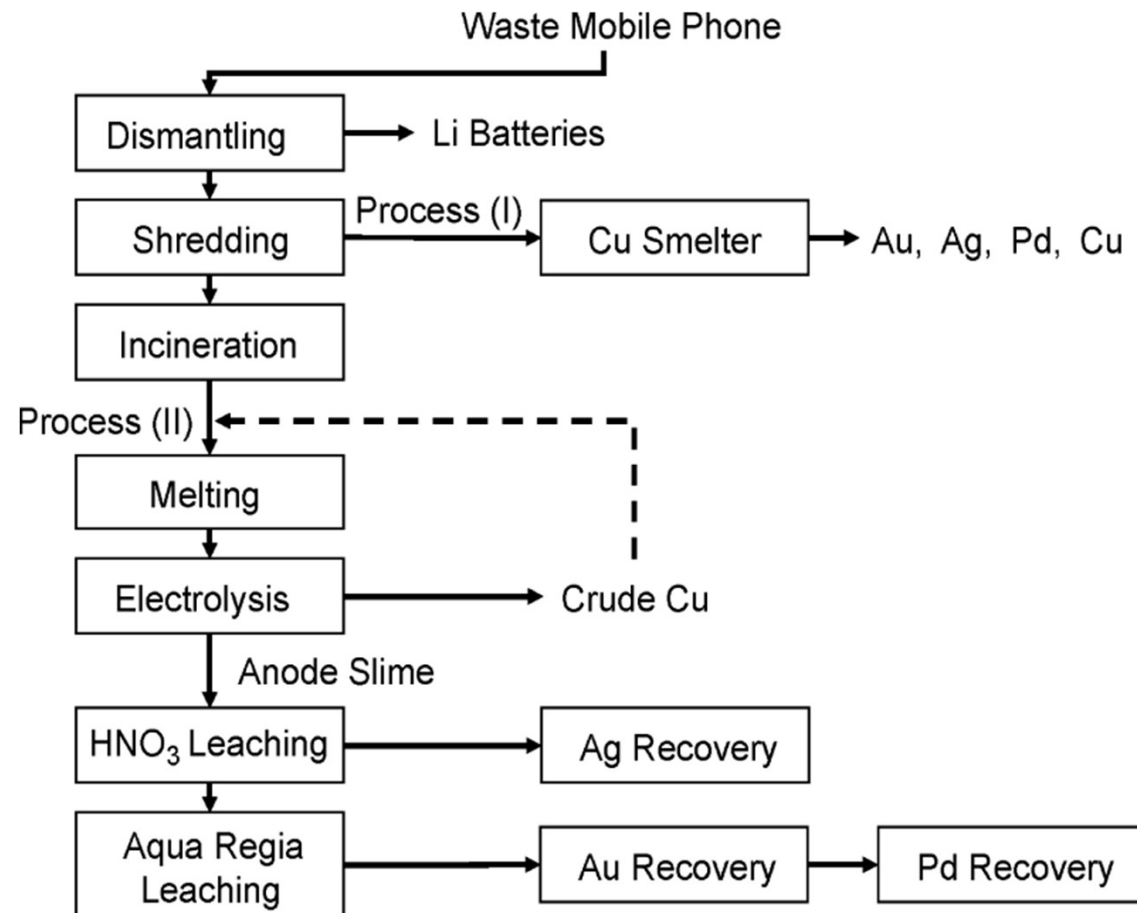 Waste Mobile Phone
Dismantling
Li Batteries
Shredding
Process (I)
Cu Smelter
Au, Ag, Pd, Cu
Incineration
Process (II)
Melting
Electrolysis
Crude Cu
Anode Slime
HNO₃ Leaching
Ag Recovery
Aqua Regia
Leaching
Au Recovery
Pd Recovery